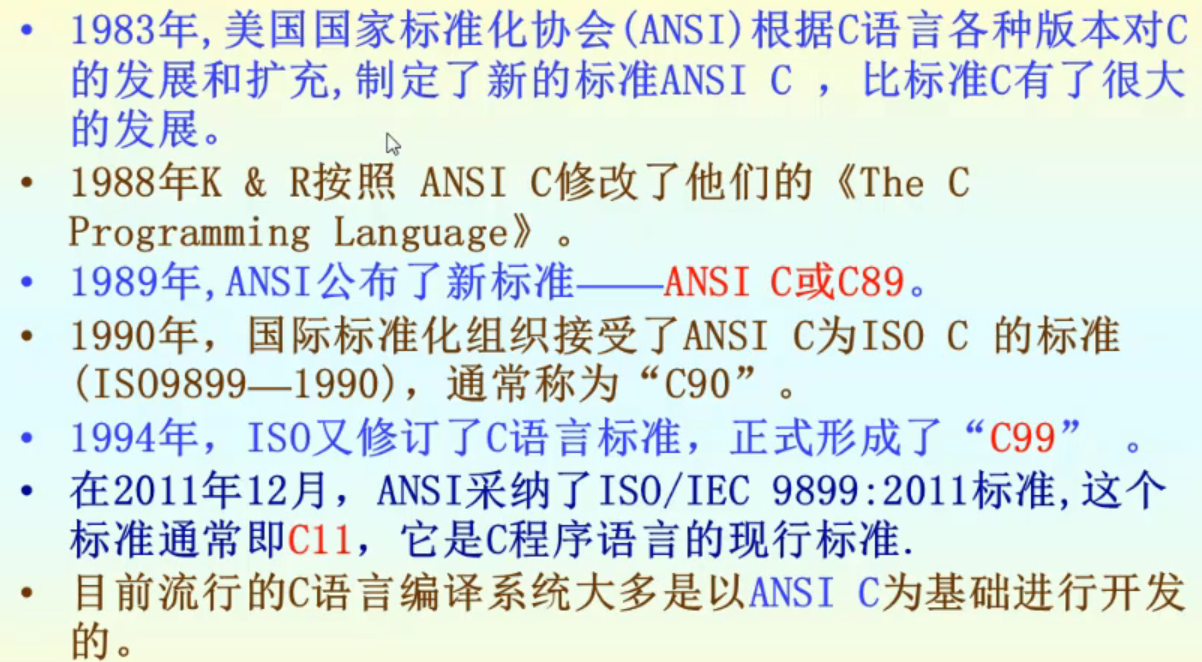 • 1983年,美国国家标准化协会(ANSI)根据C语言各种版本对C
的发展和扩充,制定了新的标准ANSI C ，比标准C有了很大
的发展。
• 1988年K & R按照 ANSI C修改了他们的《The C
Programming Language》。
• 1989年,ANSI公布了新标准——ANSI C或C89。
• 1990年，国际标准化组织接受了ANSI C为ISO C 的标准
(ISO9899—1990)，通常称为“C90”。
• 1994年，ISO又修订了C语言标准，正式形成了“C99” 。
• 在2011年12月，ANSI采纳了ISO/IEC 9899:2011标准,这个
标准通常即C11，它是C程序语言的现行标准.
• 目前流行的C语言编译系统大多是以ANSI C为基础进行开发
的。